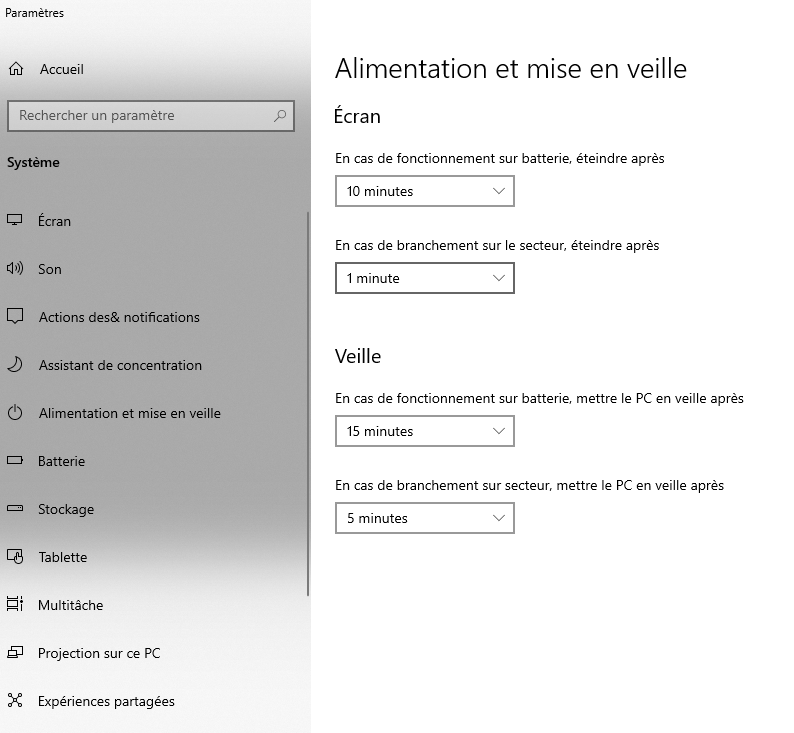 Paramètres
Accueil
Rechercher un paramètre
Système
Écran
Son
Actions des& notifications
Assistant de concentration
Alimentation et mise en veille
Batterie
Stockage
Tablette
Multitâche
Projection sur ce PC
Expériences partagées
Alimentation et mise en veille
Écran
En cas de fonctionnement sur batterie, éteindre après
10 minutes
En cas de branchement sur le secteur, éteindre après
1 minute
Veille
En cas de fonctionnement sur batterie, mettre le PC en veille après
15 minutes
En cas de branchement sur secteur, mettre le PC en veille après
5 minutes